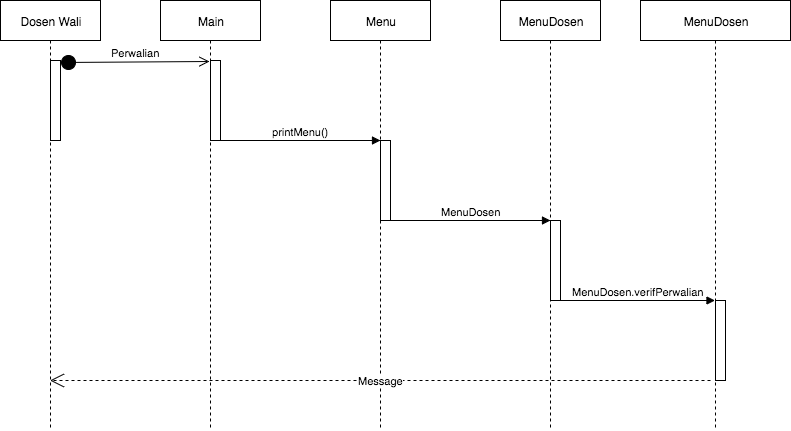 Dosen Wali
Main
Menu
MenuDosen
MenuDosen
Perwalian
printMenu()
MenuDosen
MenuDosen.verifPerwalian
Message